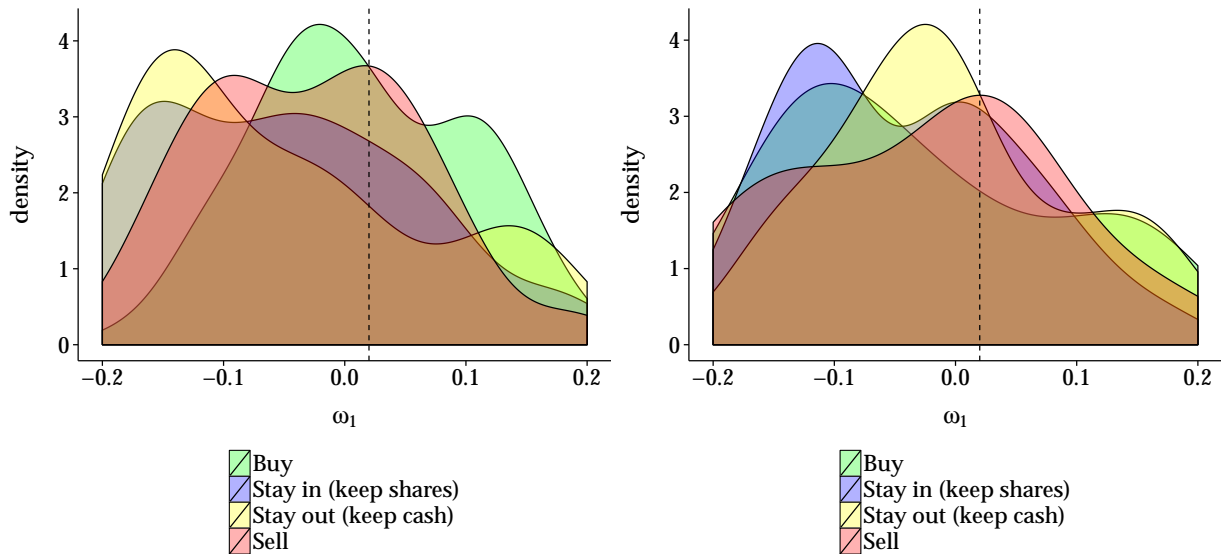 4
3
2
1
0
density
−0.2
−0.1
0.0
0.1
0.2
ω₁
Buy
Stay in (keep shares)
Stay out (keep cash)
Sell
4
3
2
1
0
density
−0.2
−0.1
0.0
0.1
0.2
ω₁
Buy
Stay in (keep shares)
Stay out (keep cash)
Sell